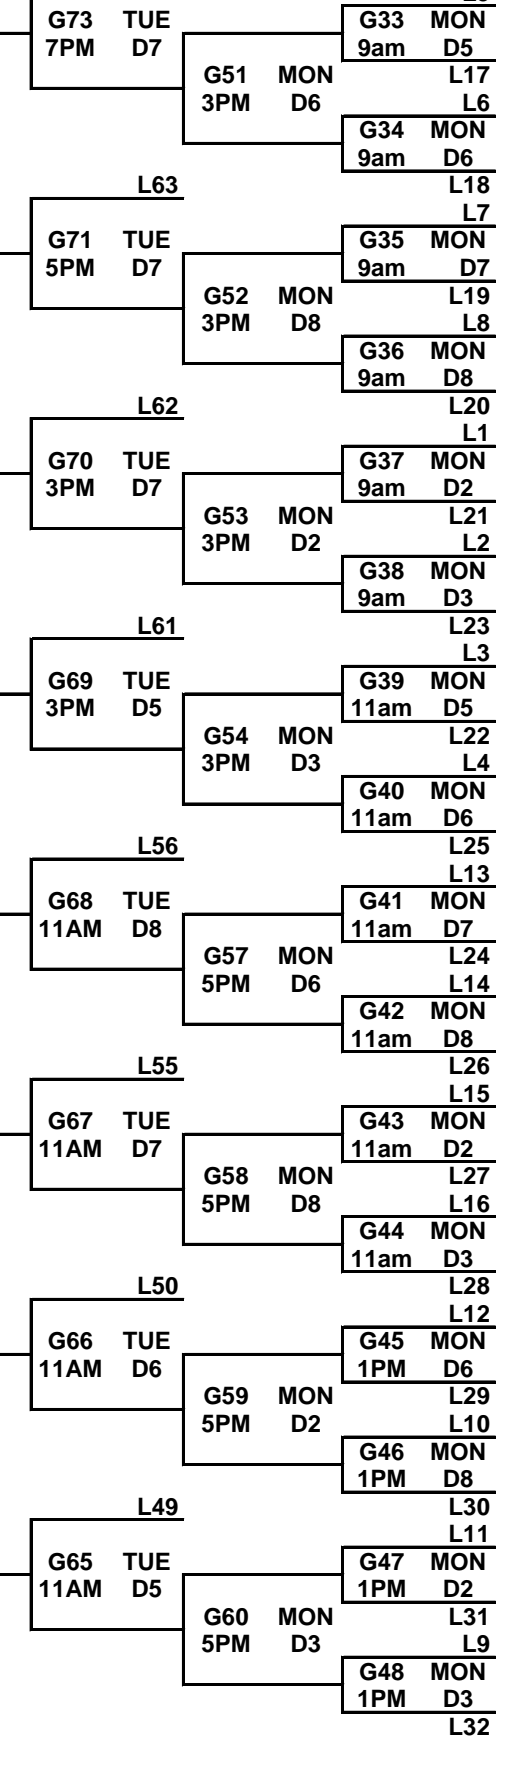 G73 TUE G33 MON
7PM D7 9am D5
G51 MON L17
3PM D6 L6
G34 MON
9am D6
L63 L18
L7
G71 TUE G35 MON
5PM D7 9am D7
G52 MON L19
3PM D8 L8
G36 MON
9am D8
L62 L20
L1
G70 TUE G37 MON
3PM D7 9am D2
G53 MON L21
3PM D2 L2
G38 MON
9am D3
L61 L23
L3
G69 TUE G39 MON
3PM D5 11am D5
G54 MON L22
3PM D3 L4
G40 MON
11am D6
L56 L25
L13
G68 TUE G41 MON
11AM D8 11am D7
G57 MON L24
5PM D6 L14
G42 MON
11am D8
L55 L26
L15
G67 TUE G43 MON
11AM D7 11am D2
G58 MON L27
5PM D8 L16
G44 MON
11am D3
L50 L28
L12
G66 TUE G45 MON
11AM D6 1PM D6
G59 MON L29
5PM D2 L10
G46 MON
1PM D8
L49 L30
L11
G65 TUE G47 MON
11AM D5 1PM D2
G60 MON L31
5PM D3 L9
G48 MON
1PM D3
L32